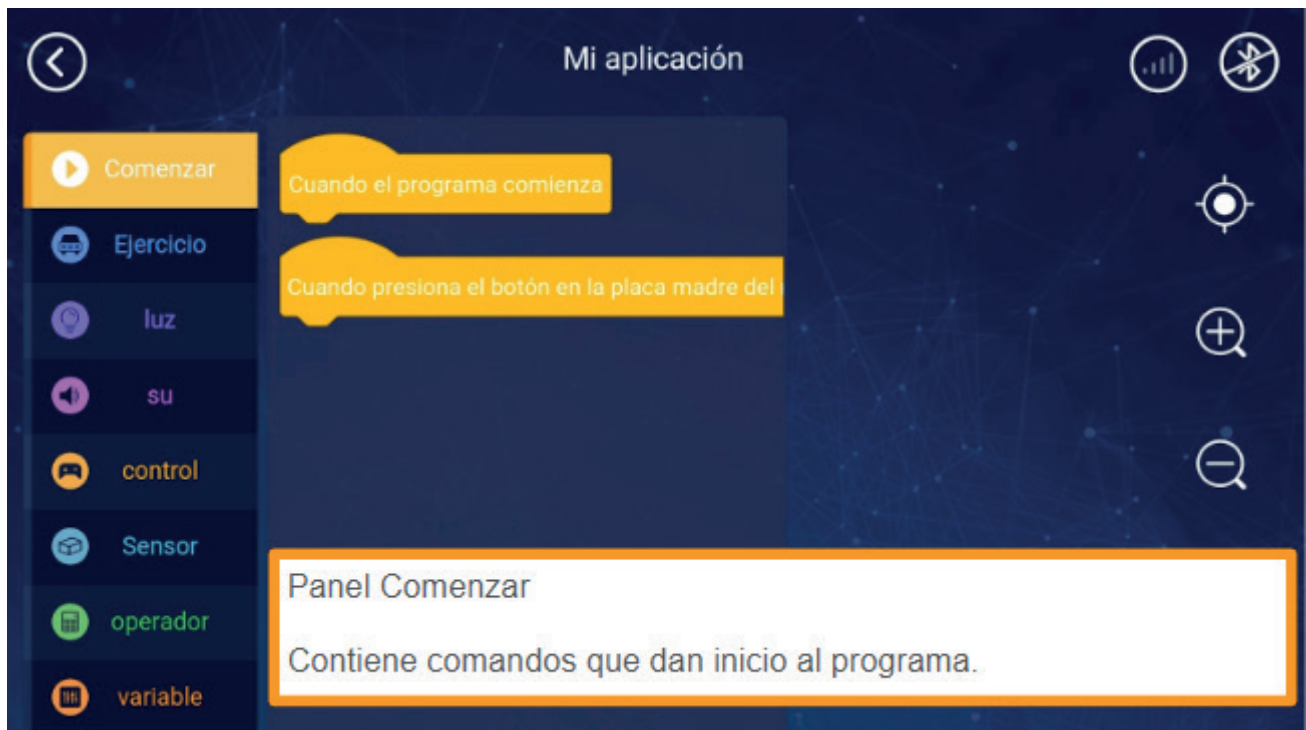 Mi aplicación
Comenzar
Ejercicio
luz
su
control
Sensor
operador
variable
Cuando el programa comienza
Cuando presiona el botón en la placa madre del
Panel Comenzar
Contiene comandos que dan inicio al programa.